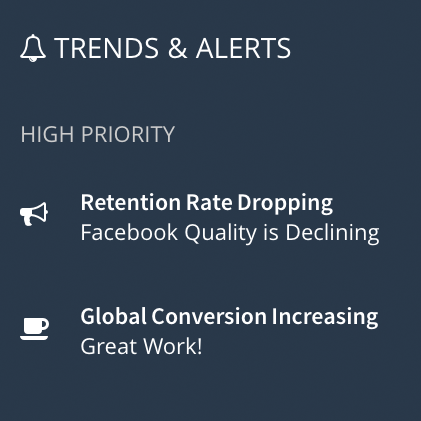 TRENDS & ALERTS
HIGH PRIORITY
Retention Rate Dropping
Facebook Quality is Declining
Global Conversion Increasing
Great Work!